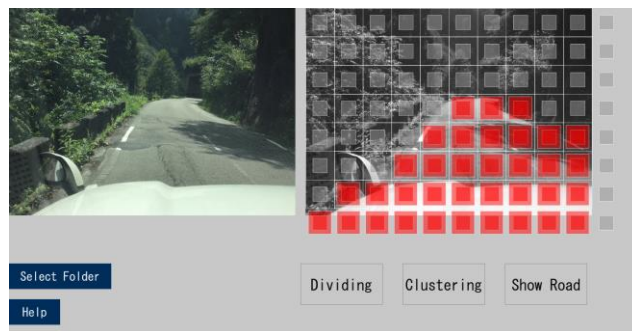 Select Folder
Help
Dividing
Clustering
Show Road